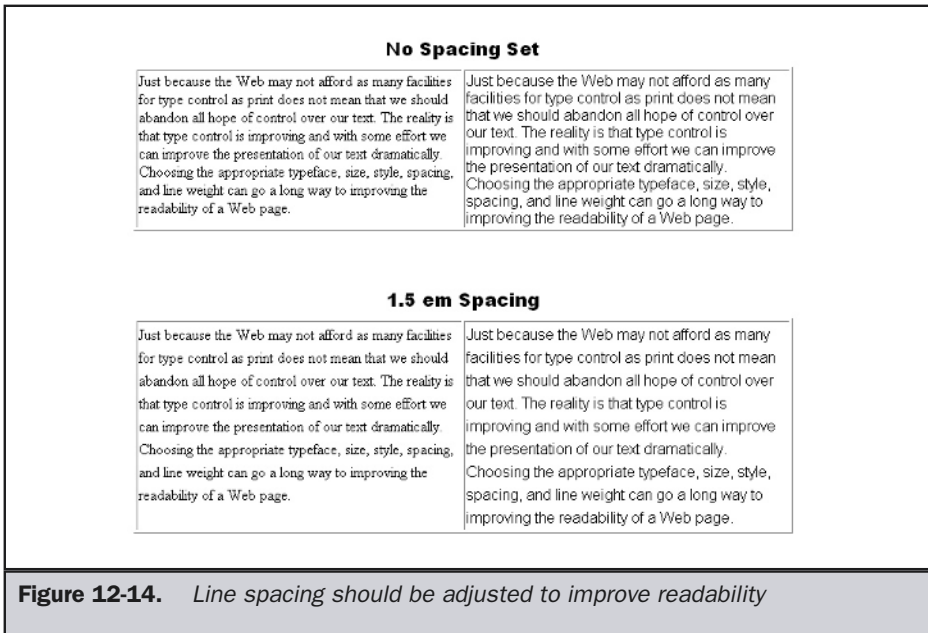 No Spacing Set
Just because the Web may not afford as many facilities
for type control as print does not mean that we should
abandon all hope of control over our text. The reality is
that type control is improving and with some effort we
can improve the presentation of our text dramatically.
Choosing the appropriate typeface, size, style, spacing,
and line weight can go a long way to improving the
readability of a Web page.
Just because the Web may not afford as many
facilities for type control as print does not mean
that we should abandon all hope of control over
our text. The reality is that type control is
improving and with some effort we can improve
the presentation of our text dramatically.
Choosing the appropriate typeface, size, style,
spacing, and line weight can go a long way to
improving the readability of a Web page.
1.5 em Spacing
Just because the Web may not afford as many facilities
for type control as print does not mean that we should
abandon all hope of control over our text. The reality is
that type control is improving and with some effort we
can improve the presentation of our text dramatically.
Choosing the appropriate typeface, size, style, spacing,
and line weight can go a long way to improving the
readability of a Web page.
Just because the Web may not afford as many
facilities for type control as print does not mean
that we should abandon all hope of control over
our text. The reality is that type control is
improving and with some effort we can improve
the presentation of our text dramatically.
Choosing the appropriate typeface, size, style,
spacing, and line weight can go a long way to
improving the readability of a Web page.
Figure 12-14. Line spacing should be adjusted to improve readability